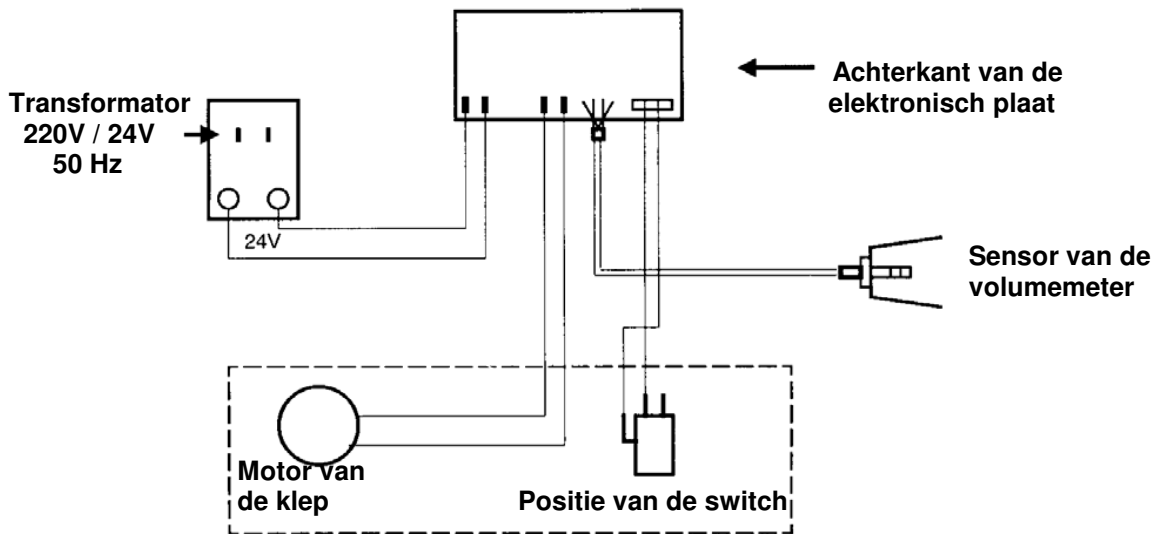 Achterkant van de
elektronisch plaat
Transformator
220V / 24V
50 Hz
24V
Sensor van de
volumemeter
Motor van
de klep
Positie van de switch